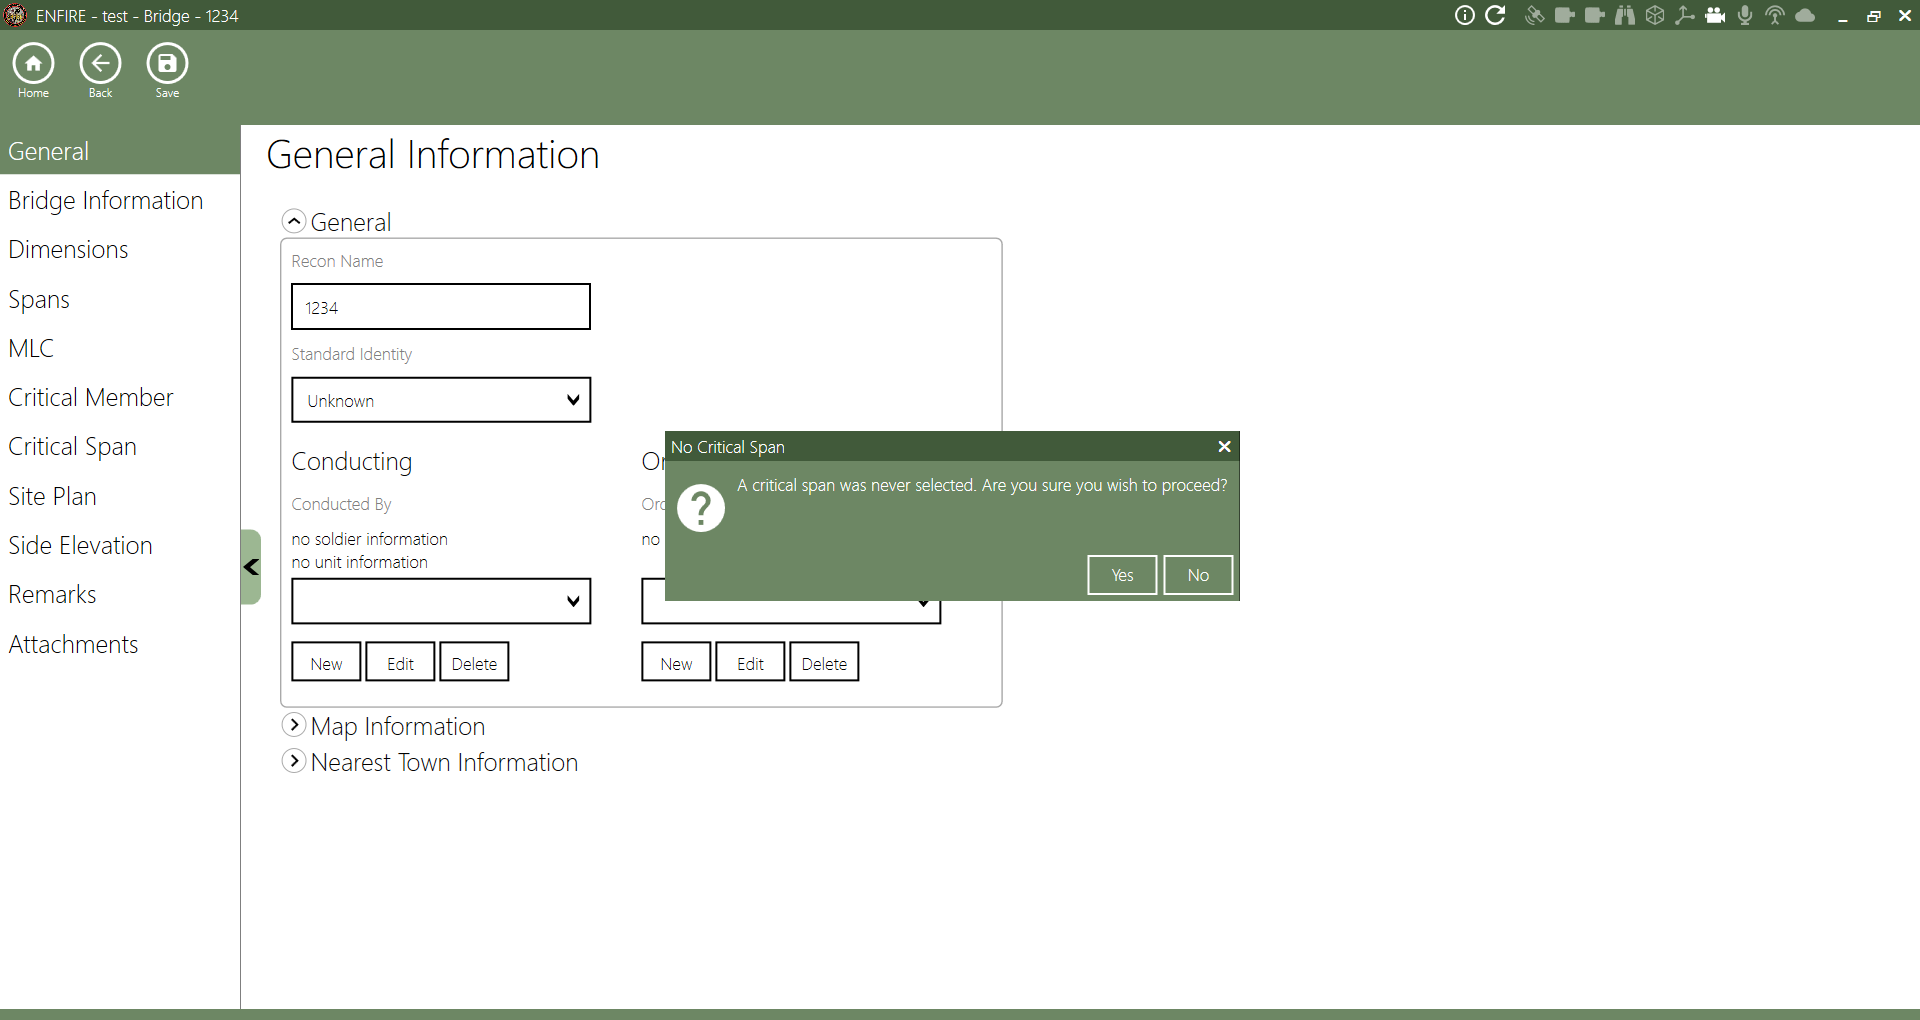 ENFIRE - test - Bridge - 1234
Home
Back
Save
General
Bridge Information
Dimensions
Spans
MLC
Critical Member
Critical Span
Site Plan
Side Elevation
Remarks
Attachments
General Information
General
Recon Name
1234
Standard Identity
Unknown
Conducting
Conducted By
no soldier information
no unit information
New
Edit
Delete
no
New
Edit
Delete
No Critical Span
A critical span was never selected. Are you sure you wish to proceed?
Yes
No
Map Information
Nearest Town Information